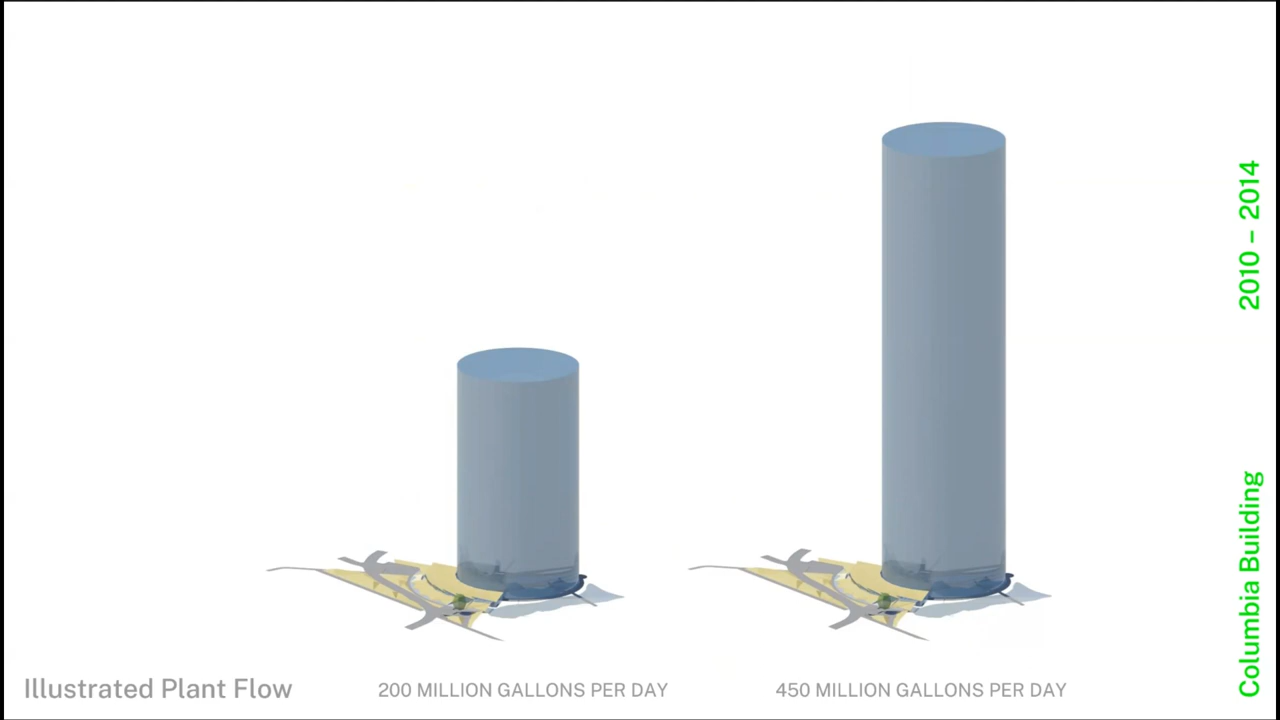 Illustrated Plant Flow
200 MILLION GALLONS PER DAY
450 MILLION GALLONS PER DAY
Columbia Building
2010 – 2014